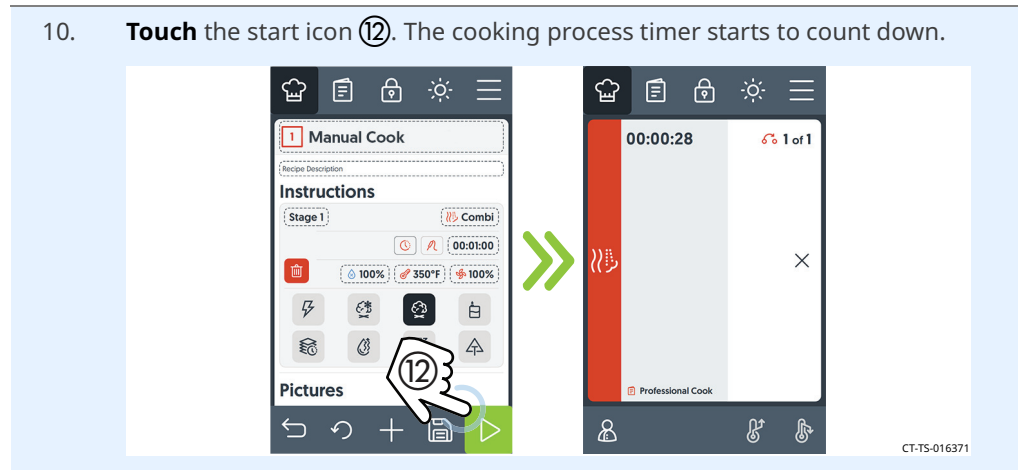 10. Touch the start icon ⑫. The cooking process timer starts to count down.
1 Manual Cook
Recipe Description
Instructions
Stage 1 Combi
00:01:00
100% 350°F 100%
⑫
Pictures
00:00:28 1 of 1
Professional Cook
CT-TS-016371